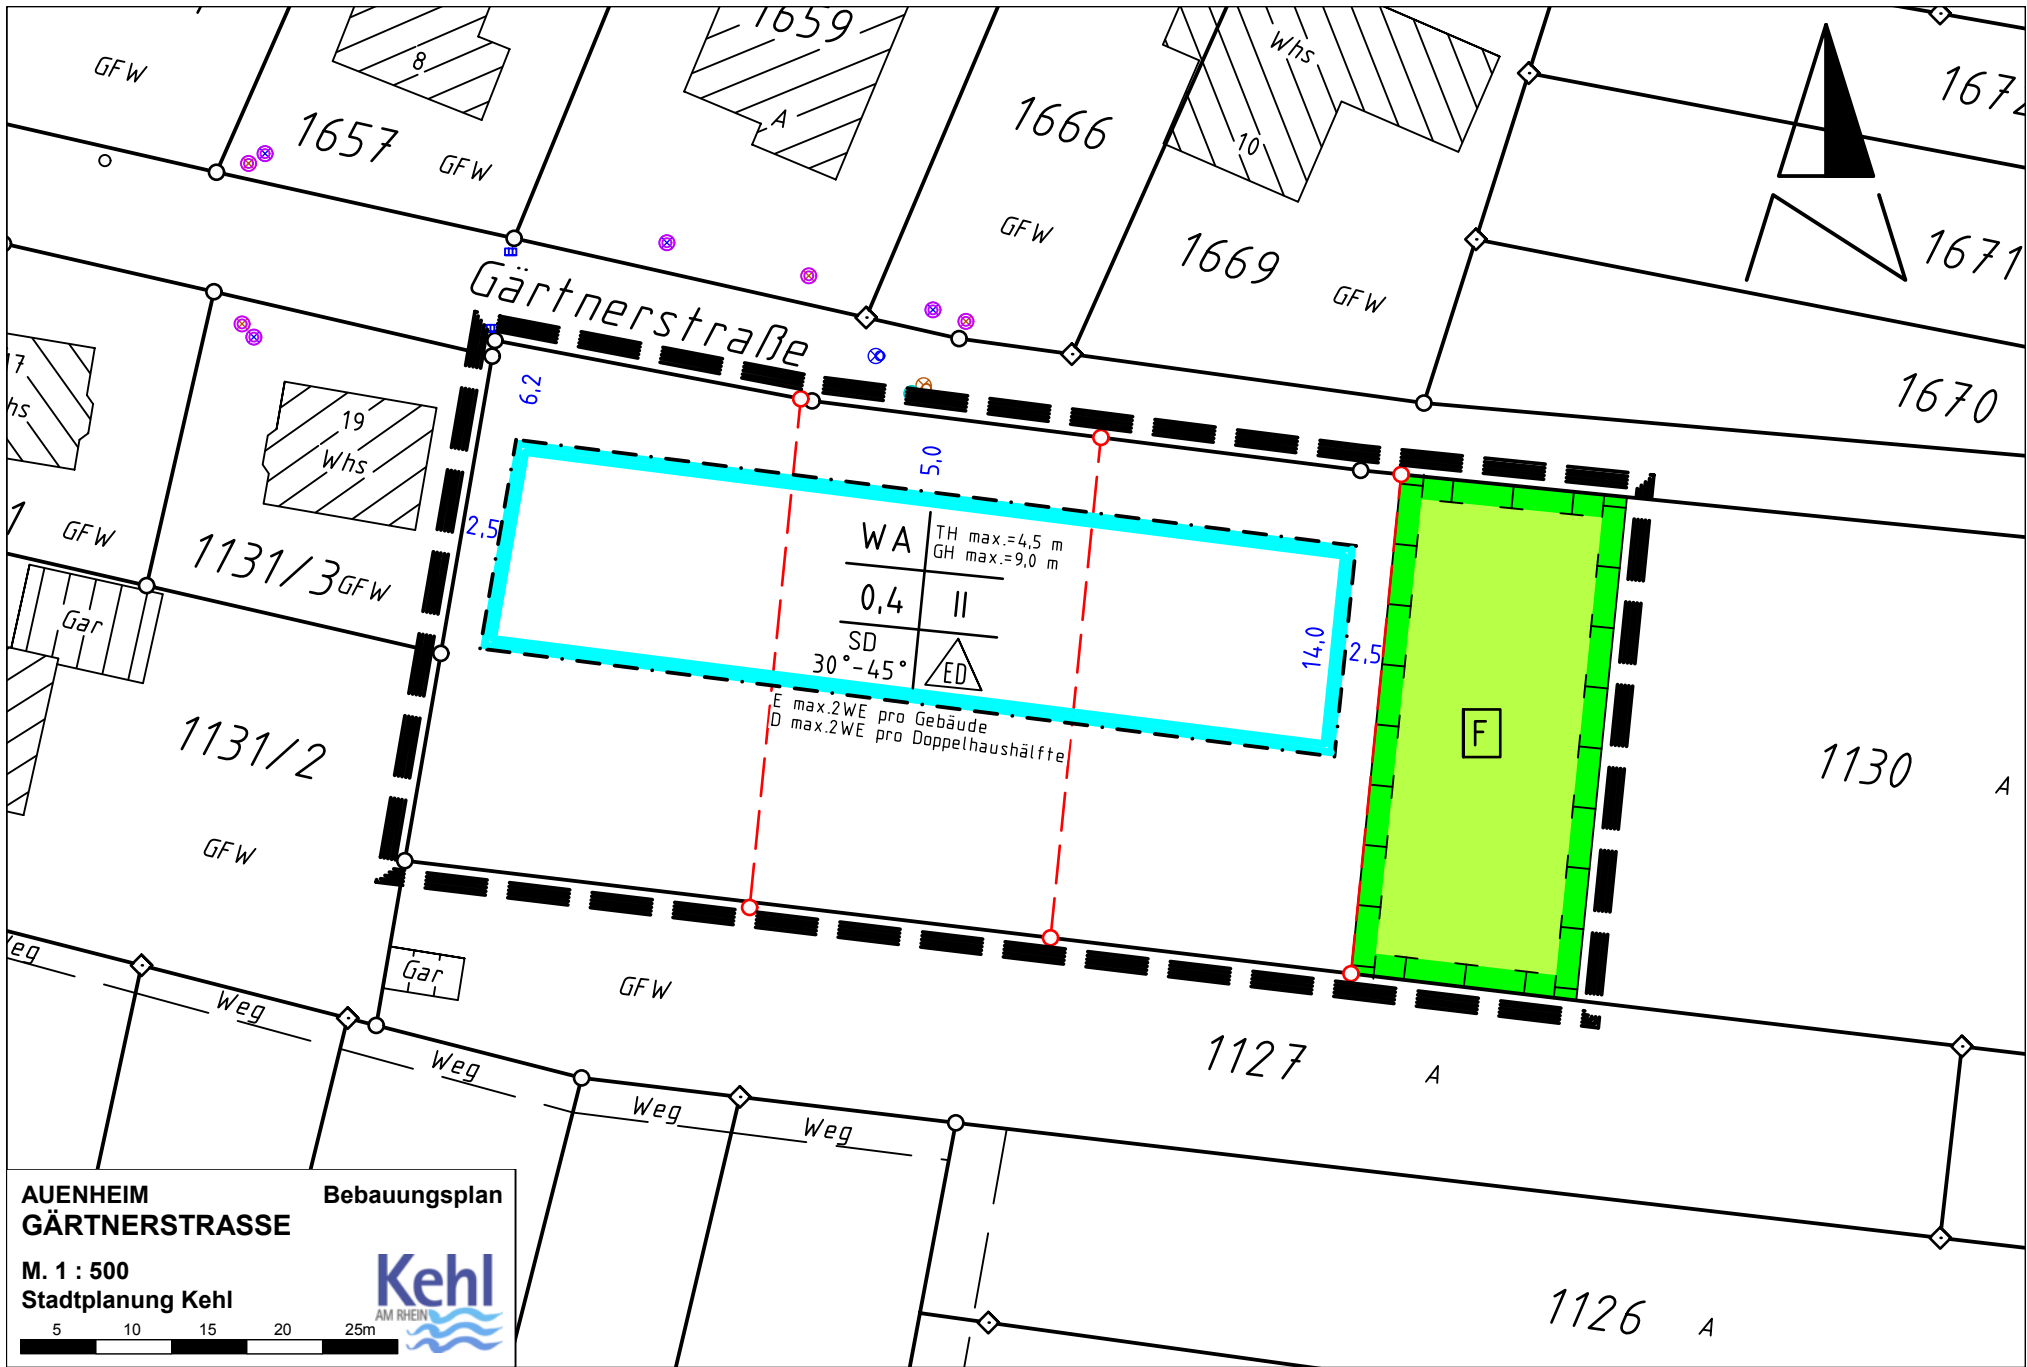 1659
GFW
8
Whs
1666
A
1657
GFW
10
GFW
1669
GFW
1671
Gärtnerstraße
1670
6,2
19
Whs
5,0
2,5
GFW
1131/3
GFW
WA
TH max.=4,5 m
GH max.=9,0 m
0,4
II
SD
30°-45°
ED
14,0
2,5
Gar
E max.2WE pro Gebäude
D max.2WE pro Doppelhaushälfte
F
1131/2
1130
A
GFW
Weg
Gar
GFW
Weg
Weg
1127
A
Weg
Weg
1126
A
AUENHEIM
Bebauungsplan
GÄRTNERSTRASSE
M. 1 : 500
Stadtplanung Kehl
Kehl
AM RHEIN
5 10 15 20 25m